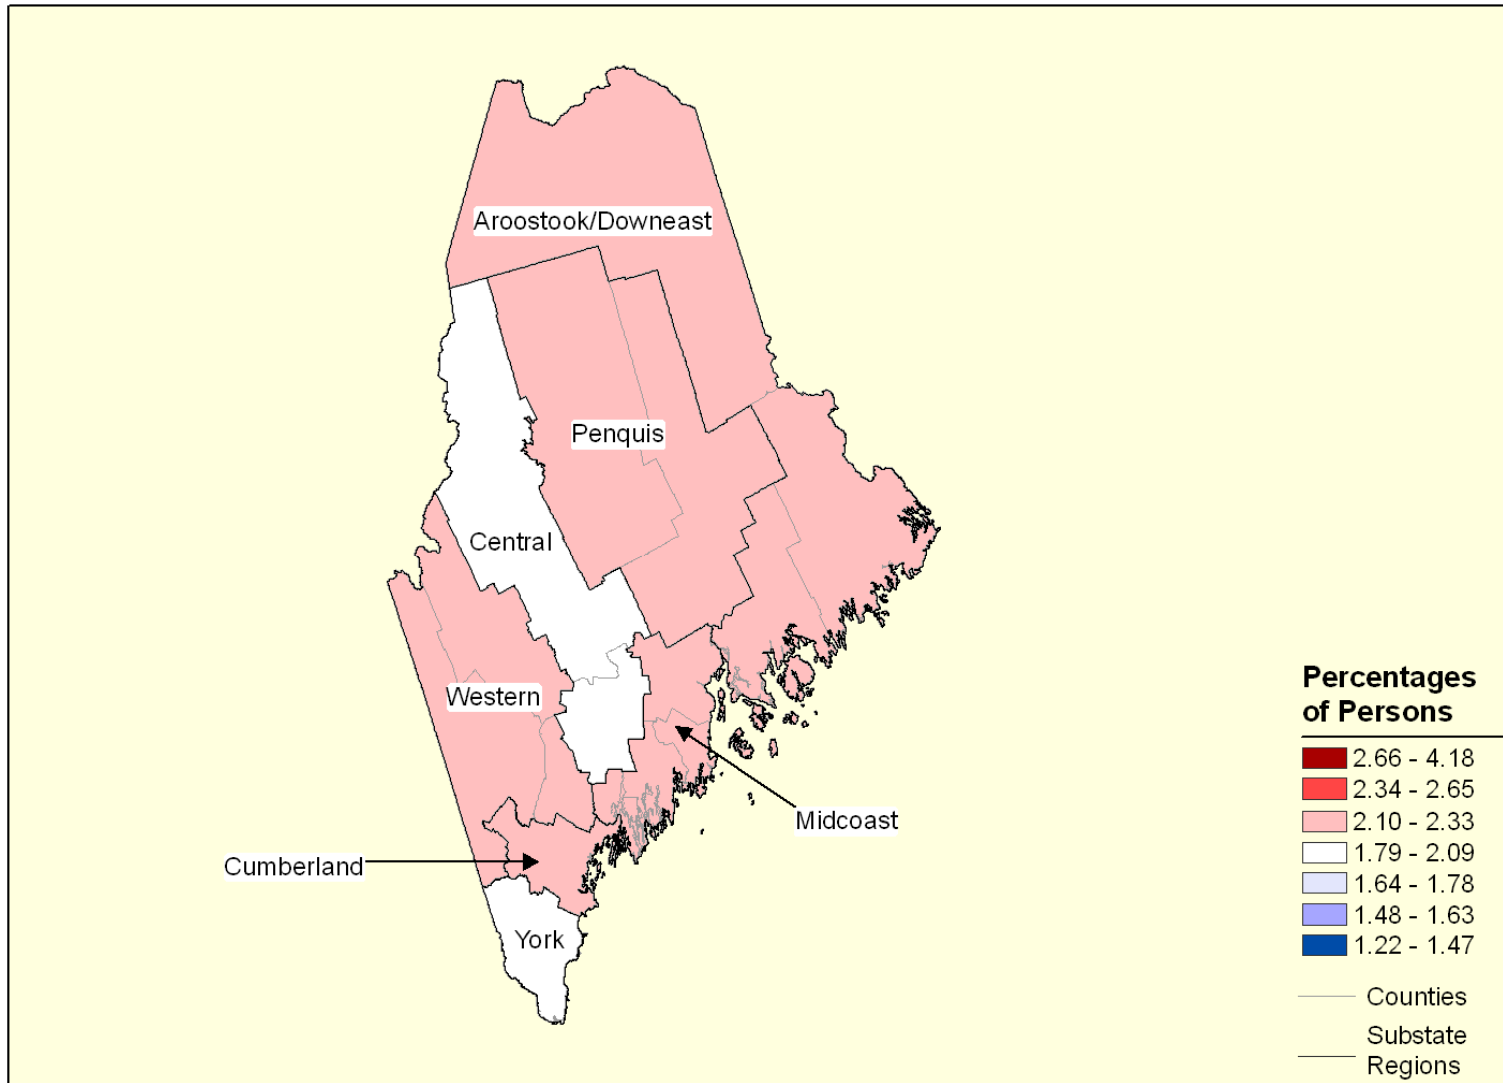 Aroostook/Downeast
Penquis
Central
Western
Midcoast
Cumberland
York
Percentages
of Persons
2.66 - 4.18
2.34 - 2.65
2.10 - 2.33
1.79 - 2.09
1.64 - 1.78
1.48 - 1.63
1.22 - 1.47
Counties
Substate
Regions